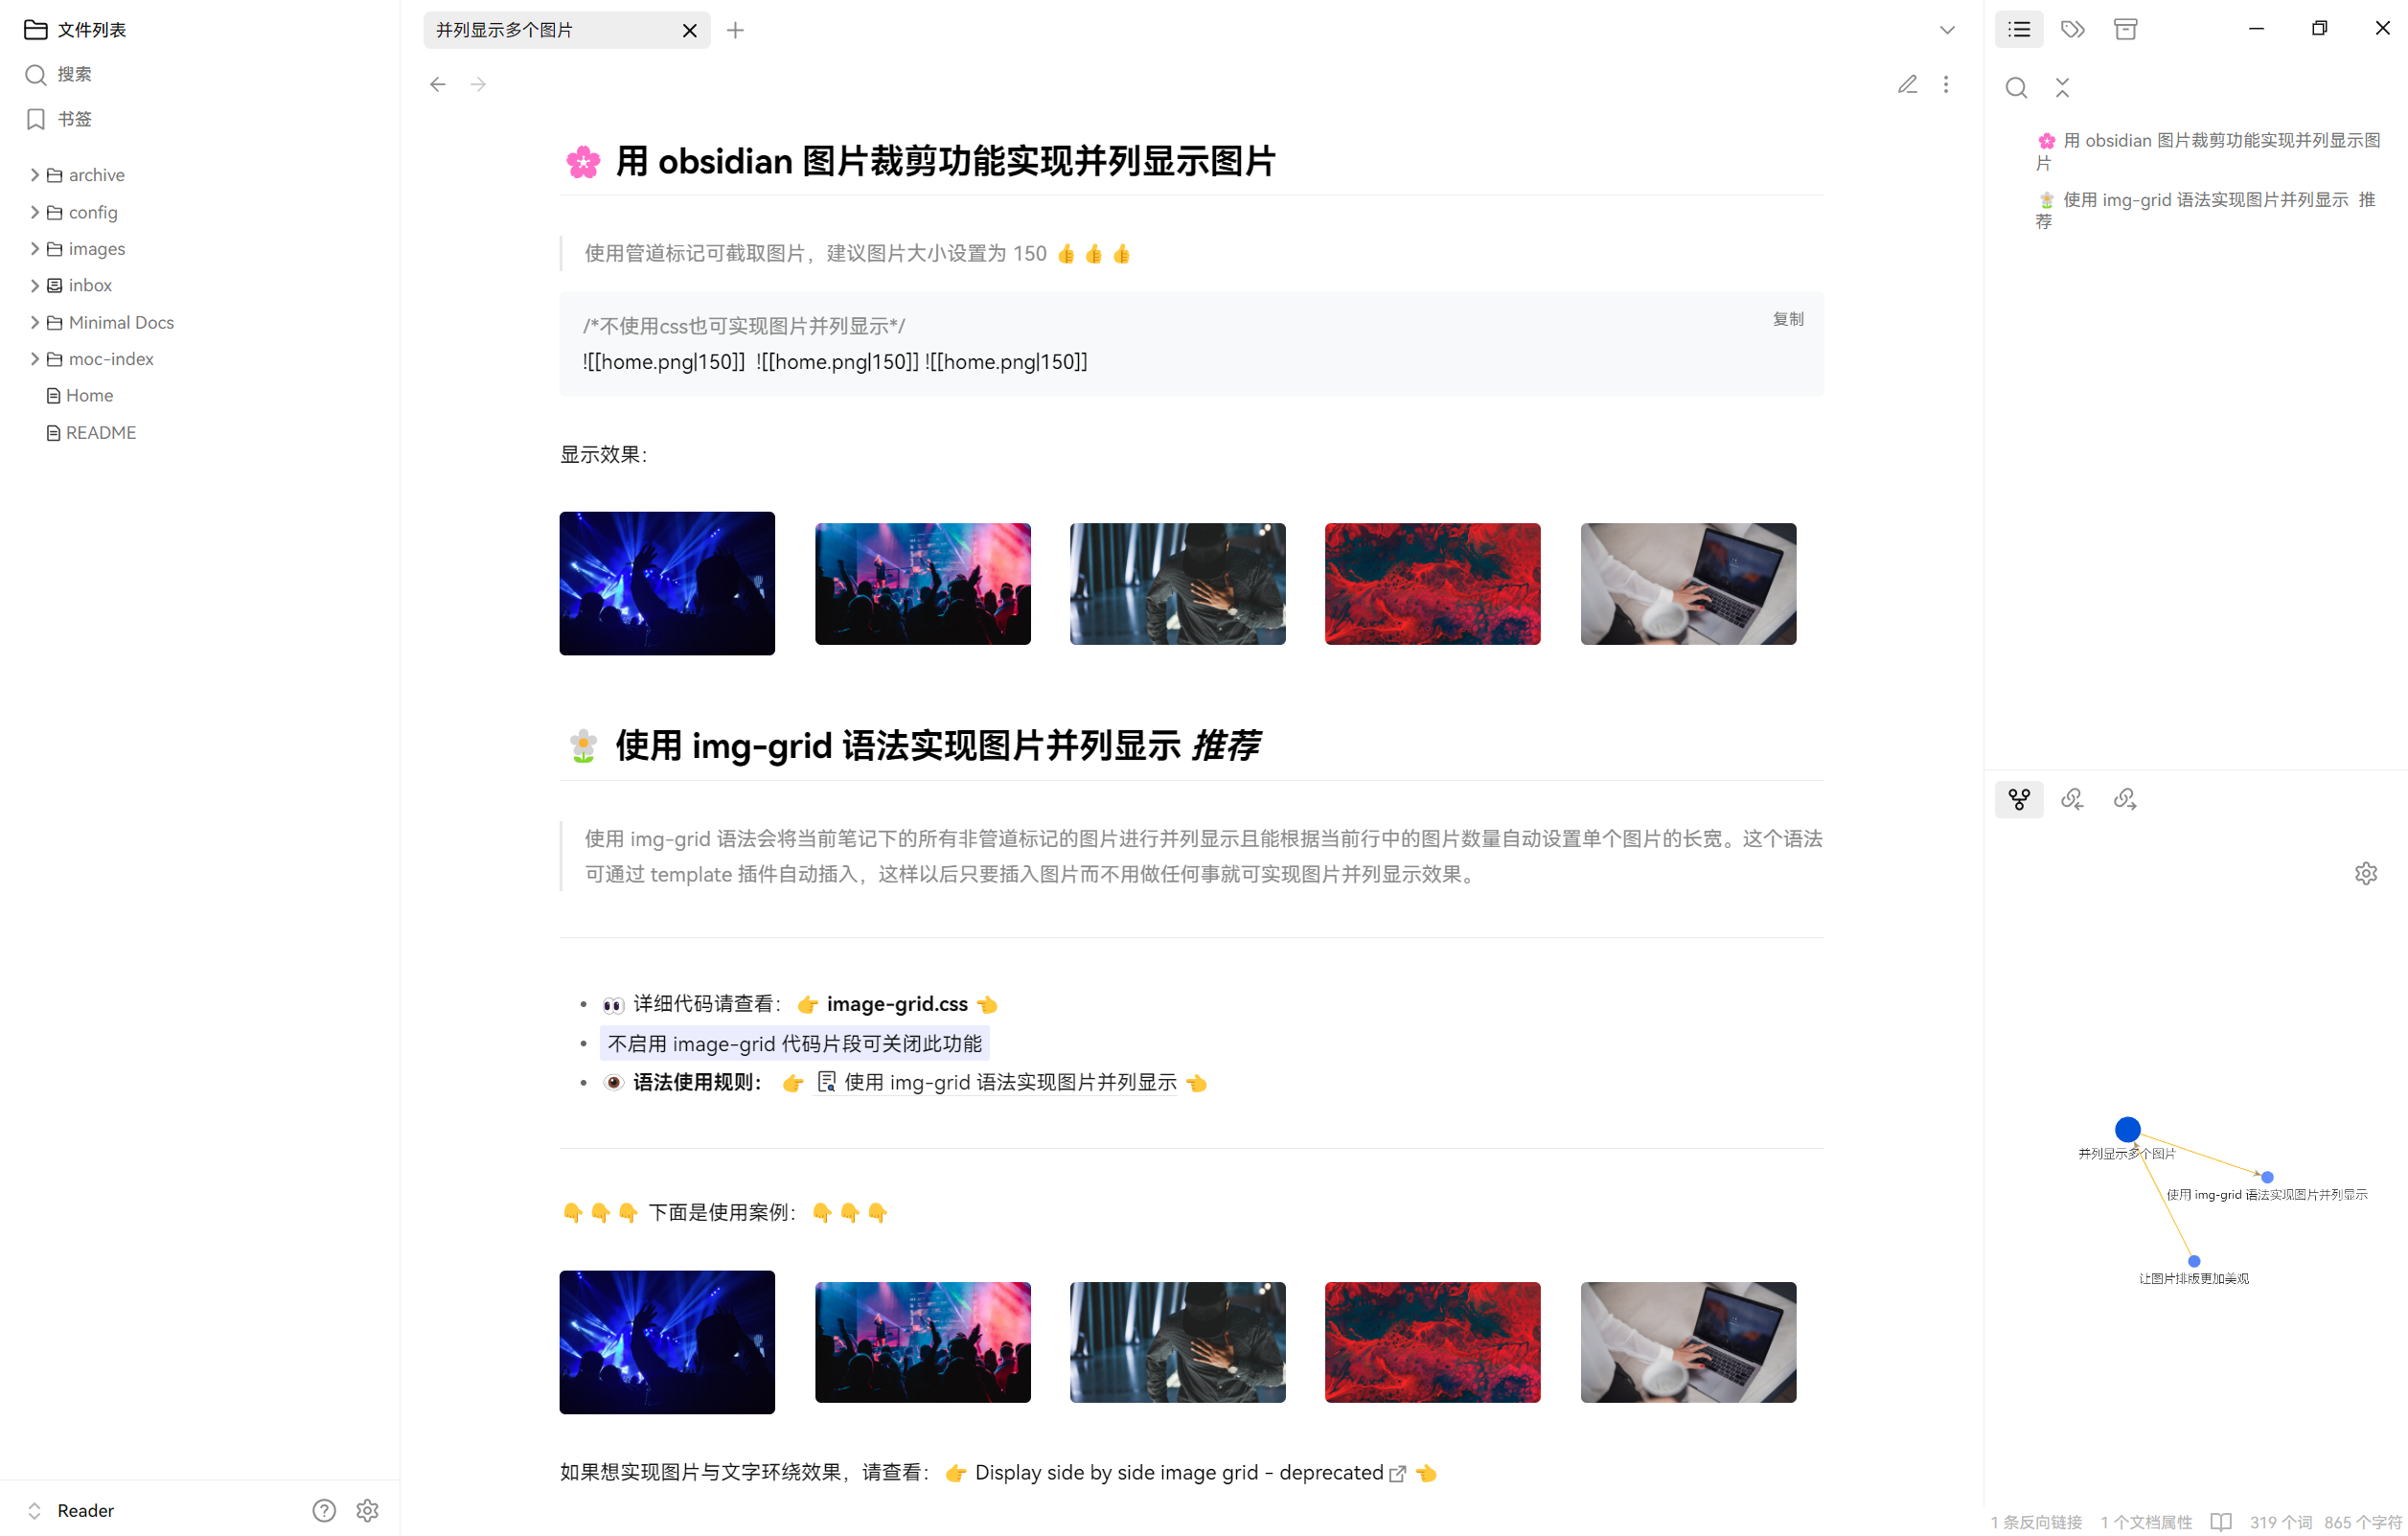 文件列表
搜索
书签
archive
config
images
inbox
Minimal Docs
moc-index
Home
README
Reader
并列显示多个图片
🌸 用 obsidian 图片裁剪功能实现并列显示图片
使用管道标记可截取图片，建议图片大小设置为 150 👍 👍 👍
复制
/*不使用css也可实现图片并列显示*/
![[home.png|150]]  ![[home.png|150]] ![[home.png|150]]
显示效果：
🌼 使用 img-grid 语法实现图片并列显示 推荐
使用 img-grid 语法会将当前笔记下的所有非管道标记的图片进行并列显示且能根据当前行中的图片数量自动设置单个图片的长宽。这个语法
可通过 template 插件自动插入，这样以后只要插入图片而不用做任何事就可实现图片并列显示效果。
• 👀 详细代码请查看： 👉 image-grid.css 👈
• 不启用 image-grid 代码片段可关闭此功能
• 👁️ 语法使用规则： 👉 使用 img-grid 语法实现图片并列显示 👈
👇 👇 👇 下面是使用案例： 👇 👇 👇
如果想实现图片与文字环绕效果，请查看： 👉 Display side by side image grid - deprecated 👈
🌸 用 obsidian 图片裁剪功能实现并列显示图
片
🌼 使用 img-grid 语法实现图片并列显示 推
荐
并列显示多个图片
使用 img-grid 语法实现图片并列显示
让图片排版更加美观
1 条反向链接 1 个文档属性 319 个词 865 个字符